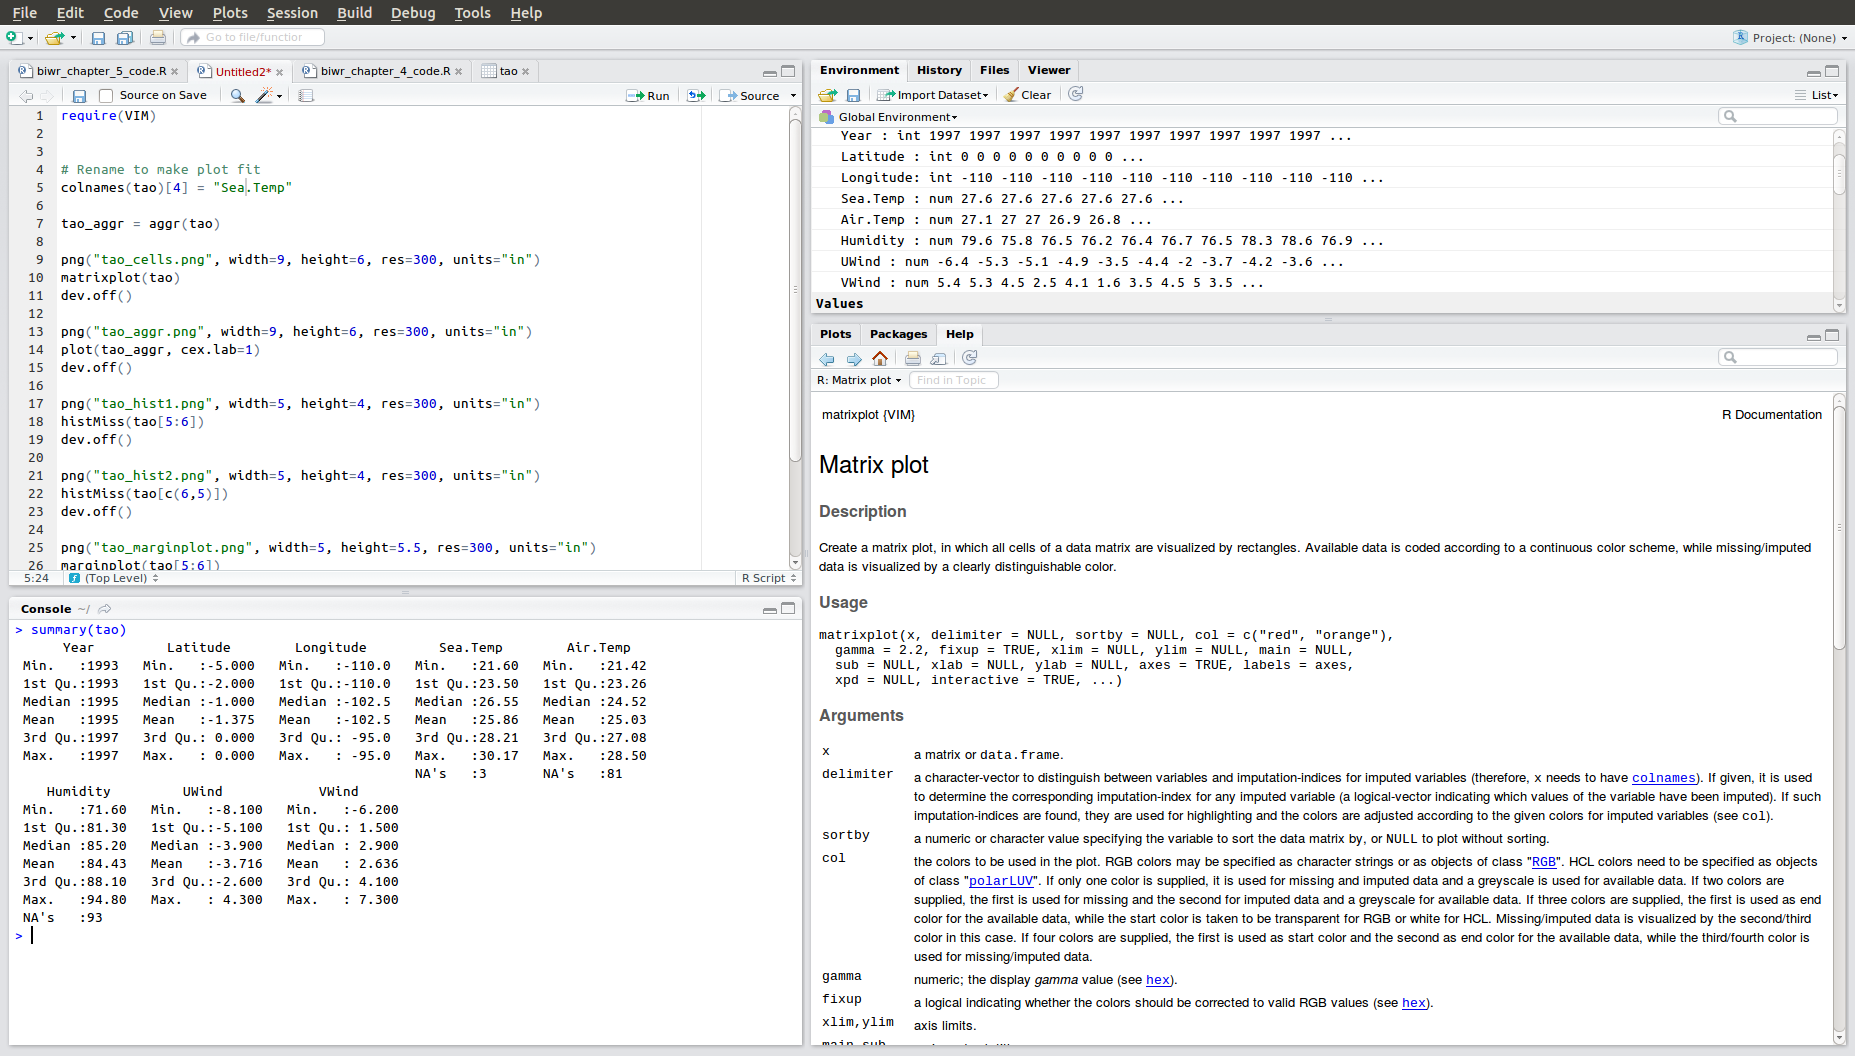 File Edit Code View Plots Session Build Debug Tools Help
Go to file/function
Project: (None)
biwr_chapter_5_code.R
Untitled2*
biwr_chapter_4_code.R
tao
Source on Save
Run
Source
1 require(VIM)
2
3
4 # Rename to make plot fit
5 colnames(tao)[4] = "Sea.Temp"
6
7 tao_aggr = aggr(tao)
8
9 png("tao_cells.png", width=9, height=6, res=300, units="in")
10 matrixplot(tao)
11 dev.off()
12
13 png("tao_aggr.png", width=9, height=6, res=300, units="in")
14 plot(tao_aggr, cex.lab=1)
15 dev.off()
16
17 png("tao_hist1.png", width=5, height=4, res=300, units="in")
18 histMiss(tao[5:6])
19 dev.off()
20
21 png("tao_hist2.png", width=5, height=4, res=300, units="in")
22 histMiss(tao[c(6,5)])
23 dev.off()
24
25 png("tao_marginplot.png", width=5, height=5.5, res=300, units="in")
26 marginplot(tao[5:6])
5:24 (Top Level) R Script
Console ~/
> summary(tao)
Year Latitude Longitude Sea.Temp Air.Temp
Min. :1993 Min. :-5.000 Min. :-110.0 Min. :21.60 Min. :21.42
1st Qu.:1993 1st Qu.:-2.000 1st Qu.:-110.0 1st Qu.:23.50 1st Qu.:23.26
Median :1995 Median :-1.000 Median :-102.5 Median :26.55 Median :24.52
Mean :1995 Mean :-1.375 Mean :-102.5 Mean :25.86 Mean :25.03
3rd Qu.:1997 3rd Qu.: 0.000 3rd Qu.: -95.0 3rd Qu.:28.21 3rd Qu.:27.08
Max. :1997 Max. : 0.000 Max. : -95.0 Max. :30.17 Max. :28.50
NA's :3 NA's :81
Humidity UWind VWind
Min. :71.60 Min. :-8.100 Min. :-6.200
1st Qu.:81.30 1st Qu.:-5.100 1st Qu.: 1.500
Median :85.20 Median :-3.900 Median : 2.900
Mean :84.43 Mean :-3.716 Mean : 2.636
3rd Qu.:88.10 3rd Qu.:-2.600 3rd Qu.: 4.100
Max. :94.80 Max. : 4.300 Max. : 7.300
NA's :93
>
Environment History Files Viewer
Import Dataset Clear List
Global Environment
Year : int 1997 1997 1997 1997 1997 1997 1997 1997 1997 1997 ...
Latitude : int 0 0 0 0 0 0 0 0 0 0 ...
Longitude: int -110 -110 -110 -110 -110 -110 -110 -110 -110 -110 ...
Sea.Temp : num 27.6 27.6 27.6 27.6 27.6 ...
Air.Temp : num 27.1 27 27 26.9 26.8 ...
Humidity : num 79.6 75.8 76.5 76.2 76.4 76.7 76.5 78.3 78.6 76.9 ...
UWind : num -6.4 -5.3 -5.1 -4.9 -3.5 -4.4 -2 -3.7 -4.2 -3.6 ...
VWind : num 5.4 5.3 4.5 2.5 4.1 1.6 3.5 4.5 5 3.5 ...
Values
Plots Packages Help
R: Matrix plot Find in Topic
matrixplot {VIM} R Documentation
Matrix plot
Description
Create a matrix plot, in which all cells of a data matrix are visualized by rectangles. Available data is coded according to a continuous color scheme, while missing/imputed
data is visualized by a clearly distinguishable color.
Usage
matrixplot(x, delimiter = NULL, sortby = NULL, col = c("red", "orange"),
gamma = 2.2, fixup = TRUE, xlim = NULL, ylim = NULL, main = NULL,
sub = NULL, xlab = NULL, ylab = NULL, axes = TRUE, labels = axes,
xpd = NULL, interactive = TRUE, ...)
Arguments
x a matrix or data.frame.
delimiter a character-vector to distinguish between variables and imputation-indices for imputed variables (therefore, x needs to have colnames). If given, it is used
to determine the corresponding imputation-index for any imputed variable (a logical-vector indicating which values of the variable have been imputed). If such
imputation-indices are found, they are used for highlighting and the colors are adjusted according to the given colors for imputed variables (see col).
sortby a numeric or character value specifying the variable to sort the data matrix by, or NULL to plot without sorting.
col the colors to be used in the plot. RGB colors may be specified as character strings or as objects of class "RGB". HCL colors need to be specified as objects
of class "polarLUV". If only one color is supplied, it is used for missing and imputed data and a greyscale is used for available data. If two colors are
supplied, the first is used for missing and the second for imputed data and a greyscale for available data. If three colors are supplied, the first is used as end
color for the available data, while the start color is taken to be transparent for RGB or white for HCL. Missing/imputed data is visualized by the second/third
color in this case. If four colors are supplied, the first is used as start color and the second as end color for the available data, while the third/fourth color is
used for missing/imputed data.
gamma numeric; the display gamma value (see hex).
fixup a logical indicating whether the colors should be corrected to valid RGB values (see hex).
xlim,ylim axis limits.
main,sub